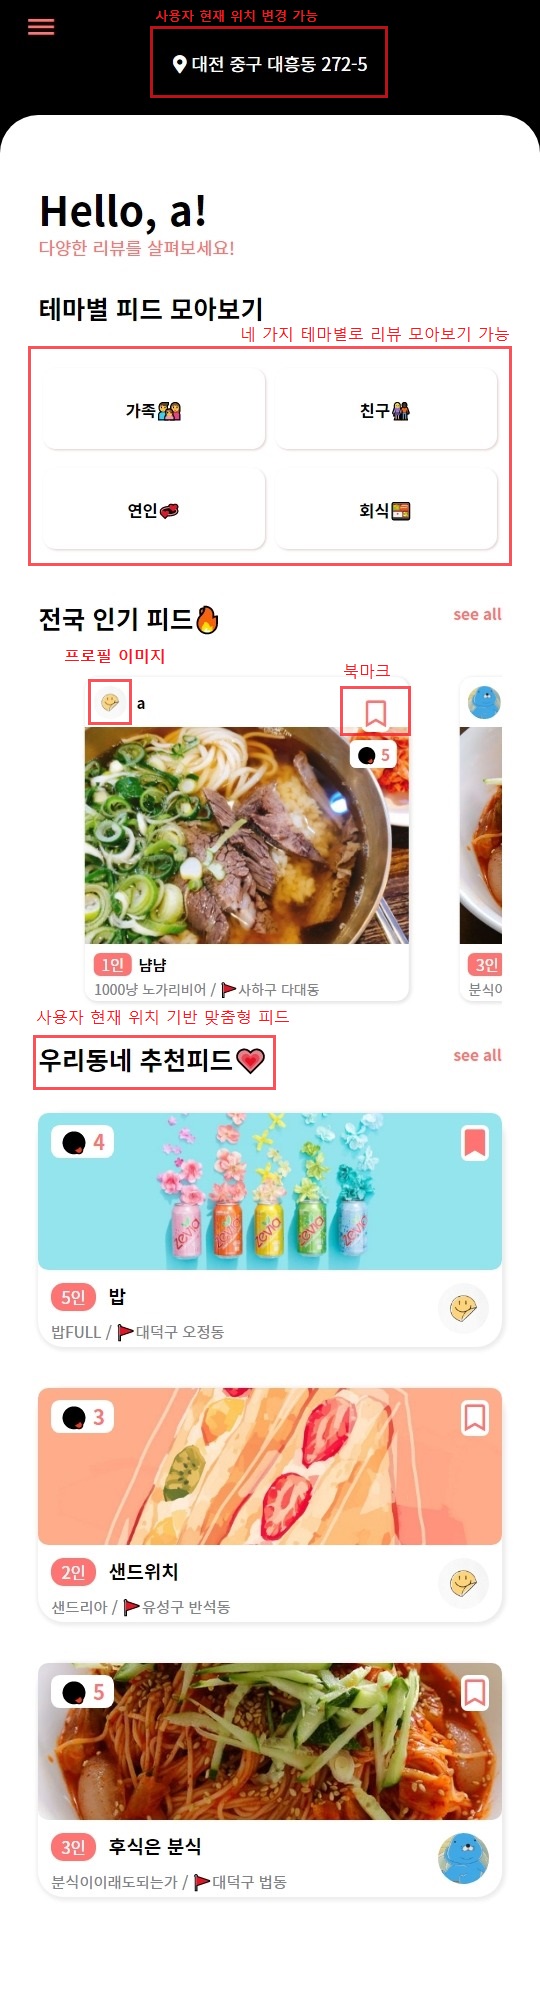 사용자 현재 위치 변경 가능
대전 중구 대흥동 272-5
Hello, a!
다양한 리뷰를 살펴보세요!
테마별 피드 모아보기
네 가지 테마별로 리뷰 모아보기 가능
가족 친구
연인 회식
전국 인기 피드 see all
프로필 이미지
북마크
a
5
1인 냠냠
3인
1000냥 노가리비어 / 사하구 다대동
분식이
사용자 현재 위치 기반 맞춤형 피드
우리동네 추천피드 see all
4
zevia zevia zevia zevia zevia
5인 밥
밥FULL / 대덕구 오정동
3
2인 샌드위치
샌드리아 / 유성구 반석동
5
3인 후식은 분식
분식이이래도되는가 / 대덕구 법동